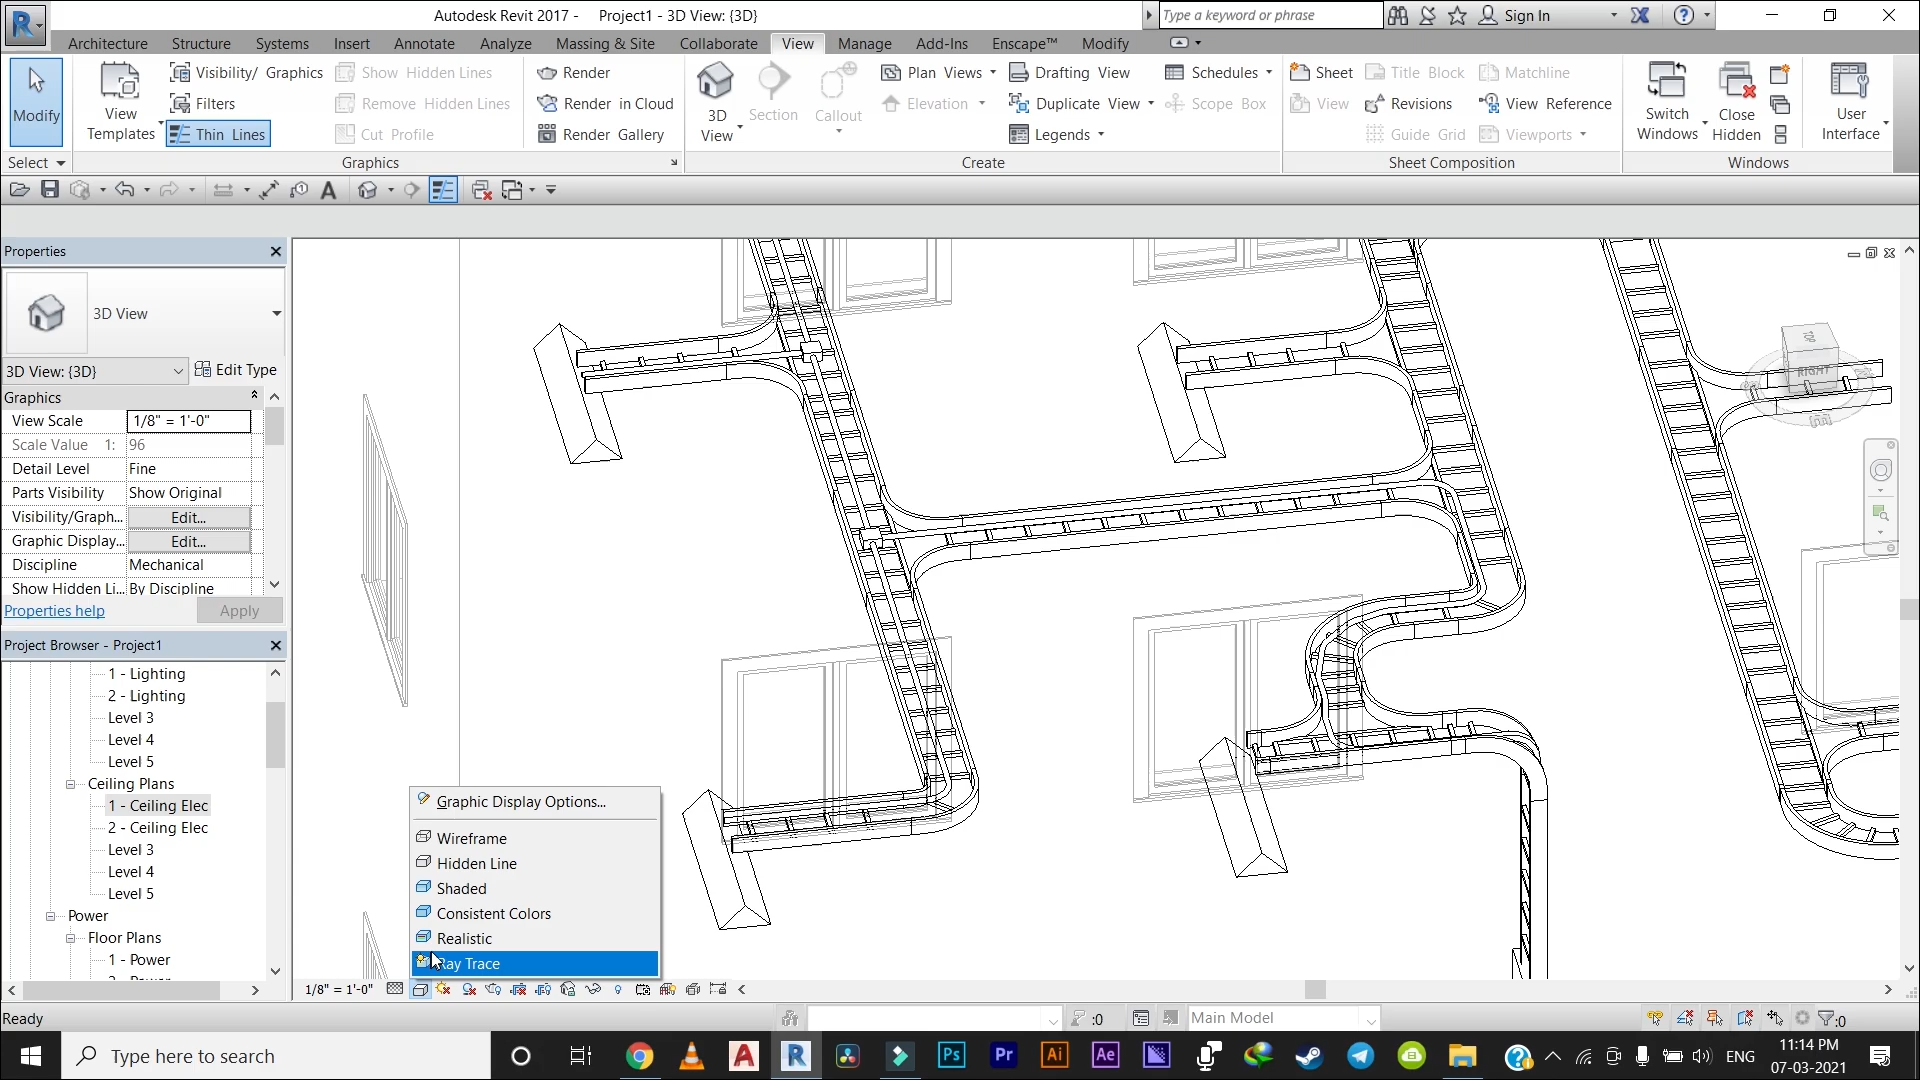 Autodesk Revit 2017 - Project1 - 3D View: {3D}
Type a keyword or phrase
Sign In
Architecture Structure Systems Insert Annotate Analyze Massing & Site Collaborate View Manage Add-Ins Enscape™ Modify
Modify
View Templates
Visibility/ Graphics
Filters
Thin Lines
Show Hidden Lines
Remove Hidden Lines
Cut Profile
Render
Render in Cloud
Render Gallery
3D View
Section
Callout
Plan Views
Elevation
Drafting View
Duplicate View
Legends
Schedules
Scope Box
Sheet
View
Title Block
Revisions
Guide Grid
Matchline
View Reference
Viewports
Switch Windows
Close Hidden
User Interface
Select Graphics Create Sheet Composition Windows
Properties
3D View
3D View: {3D} Edit Type
Graphics
View Scale 1/8" = 1'-0"
Scale Value 1: 96
Detail Level Fine
Parts Visibility Show Original
Visibility/Graph... Edit...
Graphic Display... Edit...
Discipline Mechanical
Show Hidden Li... By Discipline
Properties help Apply
Project Browser - Project1
1 - Lighting
2 - Lighting
Level 3
Level 4
Level 5
Ceiling Plans
1 - Ceiling Elec
2 - Ceiling Elec
Level 3
Level 4
Level 5
Power
Floor Plans
1 - Power
TOP
RIGHT
Graphic Display Options...
Wireframe
Hidden Line
Shaded
Consistent Colors
Realistic
Ray Trace
1/8" = 1'-0"
Ready
:0
Main Model
:0
Type here to search
Ps
Pr
Ai
Ae
ENG
11:14 PM
07-03-2021